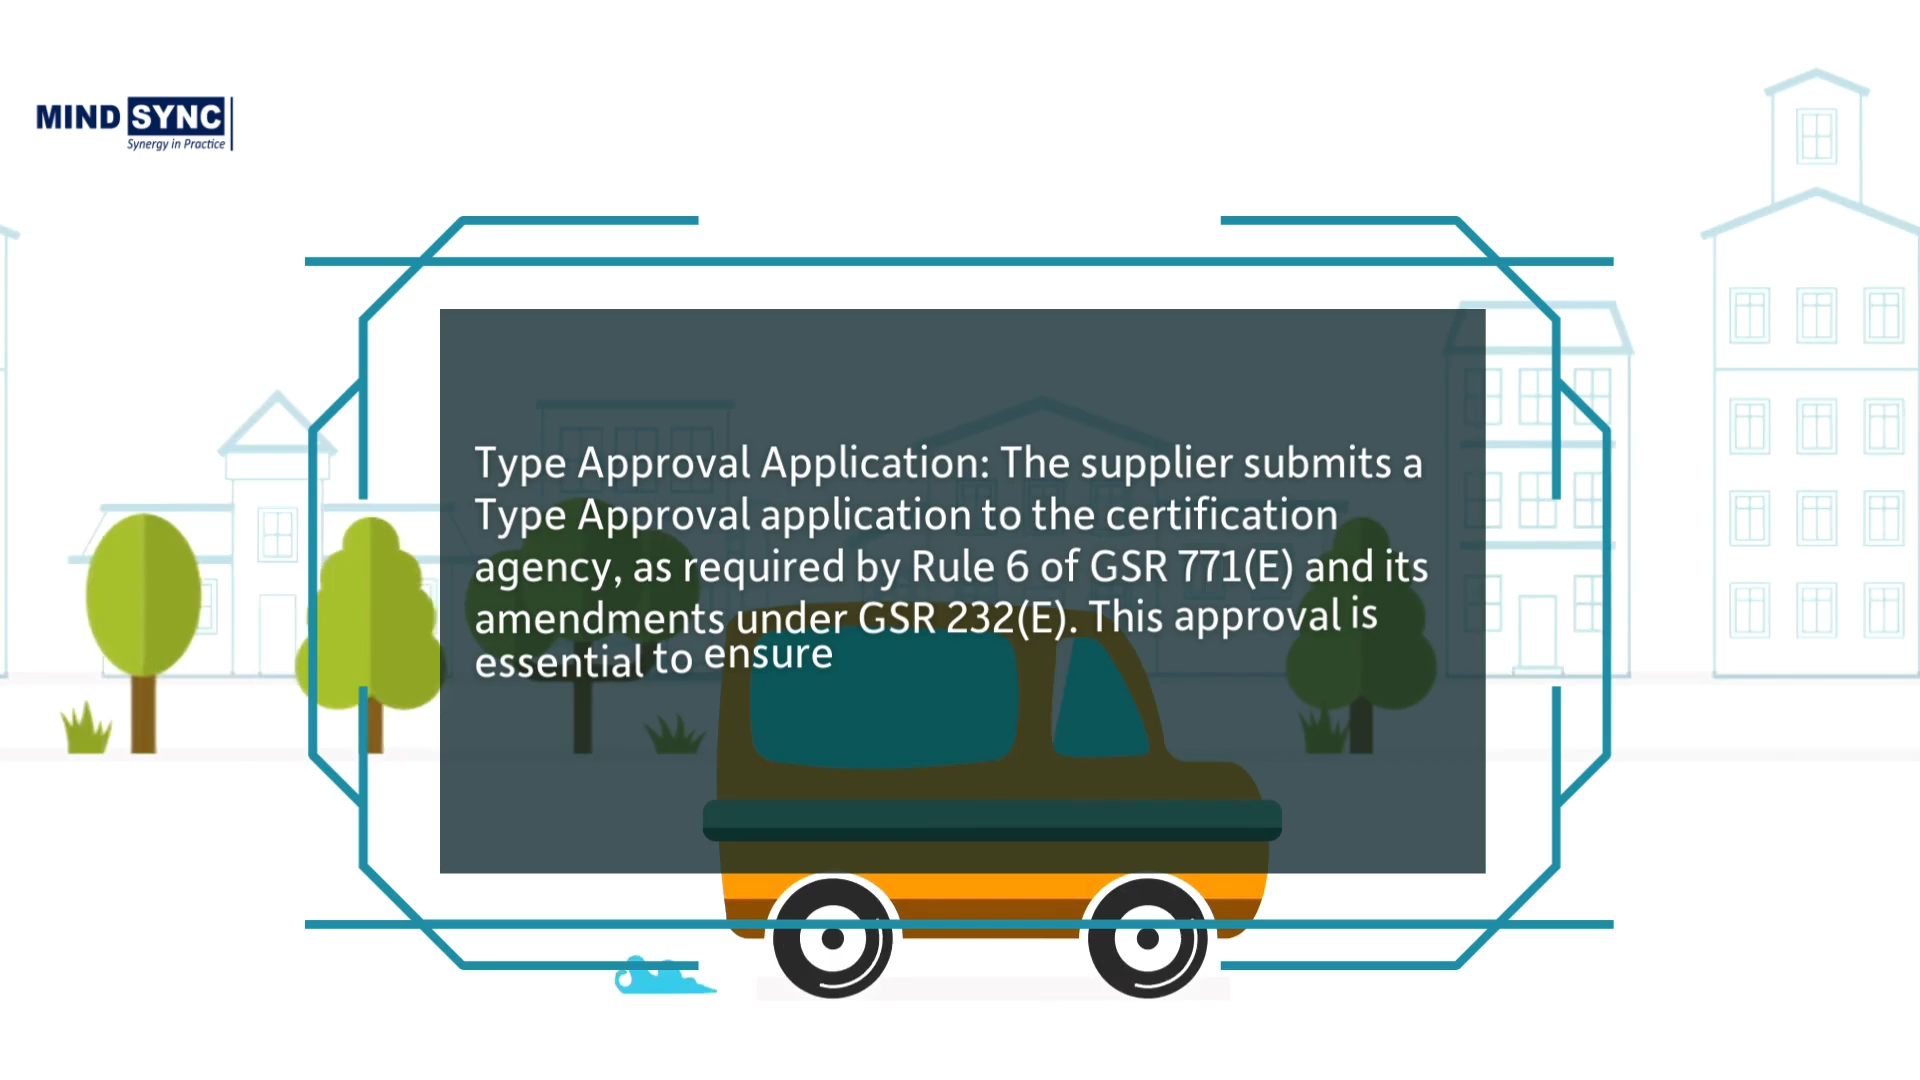 MIND SYNC
Synergy in Practice
Type Approval Application: The supplier submits a
Type Approval application to the certification
agency, as required by Rule 6 of GSR 771(E) and its
amendments under GSR 232(E). This approval is
essential to ensure